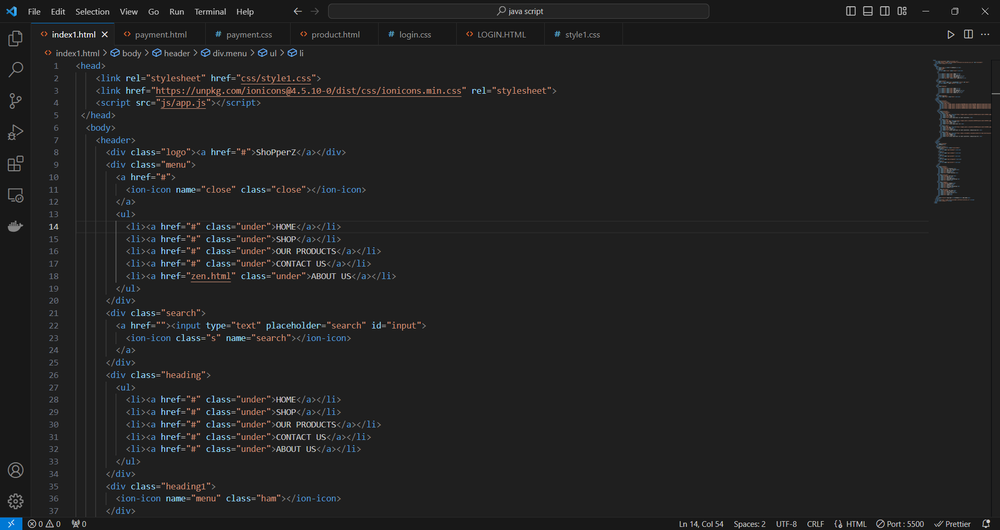 File Edit Selection View Go Run Terminal Help
java script
index1.html payment.html payment.css product.html login.css LOGIN.HTML style1.css
index1.html > body > header > div.menu > ul > li
1 <head>
2 <link rel="stylesheet" href="css/style1.css">
3 <link href="https://unpkg.com/ionicons@4.5.10-0/dist/css/ionicons.min.css" rel="stylesheet">
4 <script src="js/app.js"></script>
5 </head>
6 <body>
7 <header>
8 <div class="logo"><a href="#">ShoPperZ</a></div>
9 <div class="menu">
10 <a href="#">
11 <ion-icon name="close" class="close"></ion-icon>
12 </a>
13 <ul>
14 <li><a href="#" class="under">HOME</a></li>
15 <li><a href="#" class="under">SHOP</a></li>
16 <li><a href="#" class="under">OUR PRODUCTS</a></li>
17 <li><a href="#" class="under">CONTACT US</a></li>
18 <li><a href="zen.html" class="under">ABOUT US</a></li>
19 </ul>
20 </div>
21 <div class="search">
22 <a href=""><input type="text" placeholder="search" id="input">
23 <ion-icon class="s" name="search"></ion-icon>
24 </a>
25 </div>
26 <div class="heading">
27 <ul>
28 <li><a href="#" class="under">HOME</a></li>
29 <li><a href="#" class="under">SHOP</a></li>
30 <li><a href="#" class="under">OUR PRODUCTS</a></li>
31 <li><a href="#" class="under">CONTACT US</a></li>
32 <li><a href="#" class="under">ABOUT US</a></li>
33 </ul>
34 </div>
35 <div class="heading1">
36 <ion-icon name="menu" class="ham"></ion-icon>
37 </div>
0 0 0 Ln 14, Col 54 Spaces: 2 UTF-8 CRLF HTML Port : 5500 Prettier